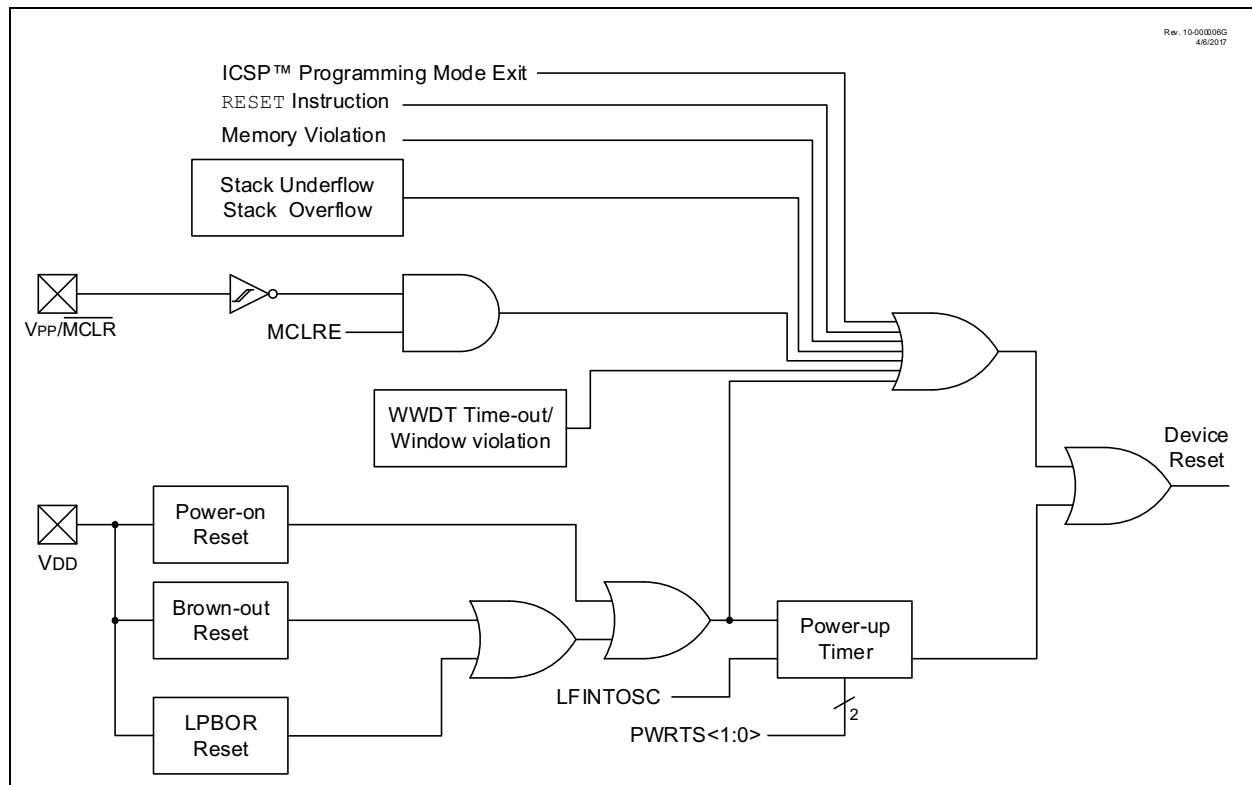 Rev. 10-000006G
4/6/2017
ICSP™ Programming Mode Exit
RESET Instruction
Memory Violation
Stack Underflow
Stack Overflow
VPP/MCLR
MCLRE
WWDT Time-out/
Window violation
Device
Reset
VDD
Power-on
Reset
Brown-out
Reset
LPBOR
Reset
Power-up
Timer
LFINTOSC
2
PWRTS<1:0>